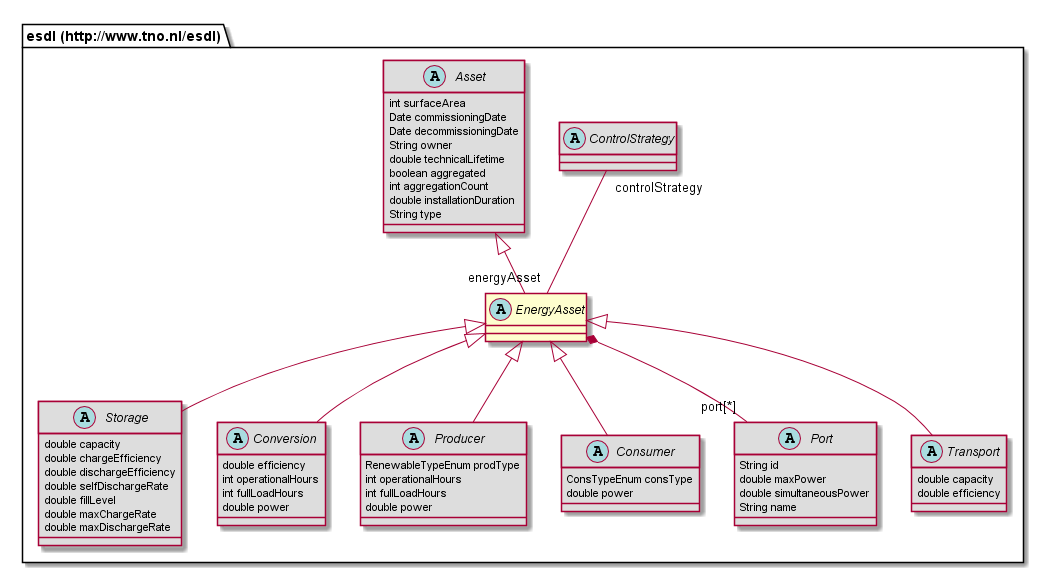 esdl (http://www.tno.nl/esdl)
A Asset
int surfaceArea
Date commissioningDate
Date decommissioningDate
String owner
double technicalLifetime
boolean aggregated
int aggregationCount
double installationDuration
String type
A ControlStrategy
controlStrategy
energyAsset
A EnergyAsset
port[*]
A Storage
double capacity
double chargeEfficiency
double dischargeEfficiency
double selfDischargeRate
double fillLevel
double maxChargeRate
double maxDischargeRate
A Conversion
double efficiency
int operationalHours
int fullLoadHours
double power
A Producer
RenewableTypeEnum prodType
int operationalHours
int fullLoadHours
double power
A Consumer
ConsTypeEnum consType
double power
A Port
String id
double maxPower
double simultaneousPower
String name
A Transport
double capacity
double efficiency